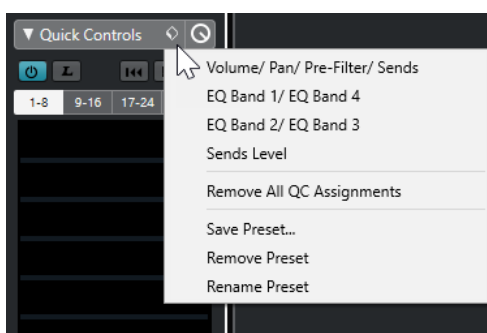 ▼ Quick Controls
L
1-8 9-16 17-24
Volume/ Pan/ Pre-Filter/ Sends
EQ Band 1/ EQ Band 4
EQ Band 2/ EQ Band 3
Sends Level
Remove All QC Assignments
Save Preset...
Remove Preset
Rename Preset